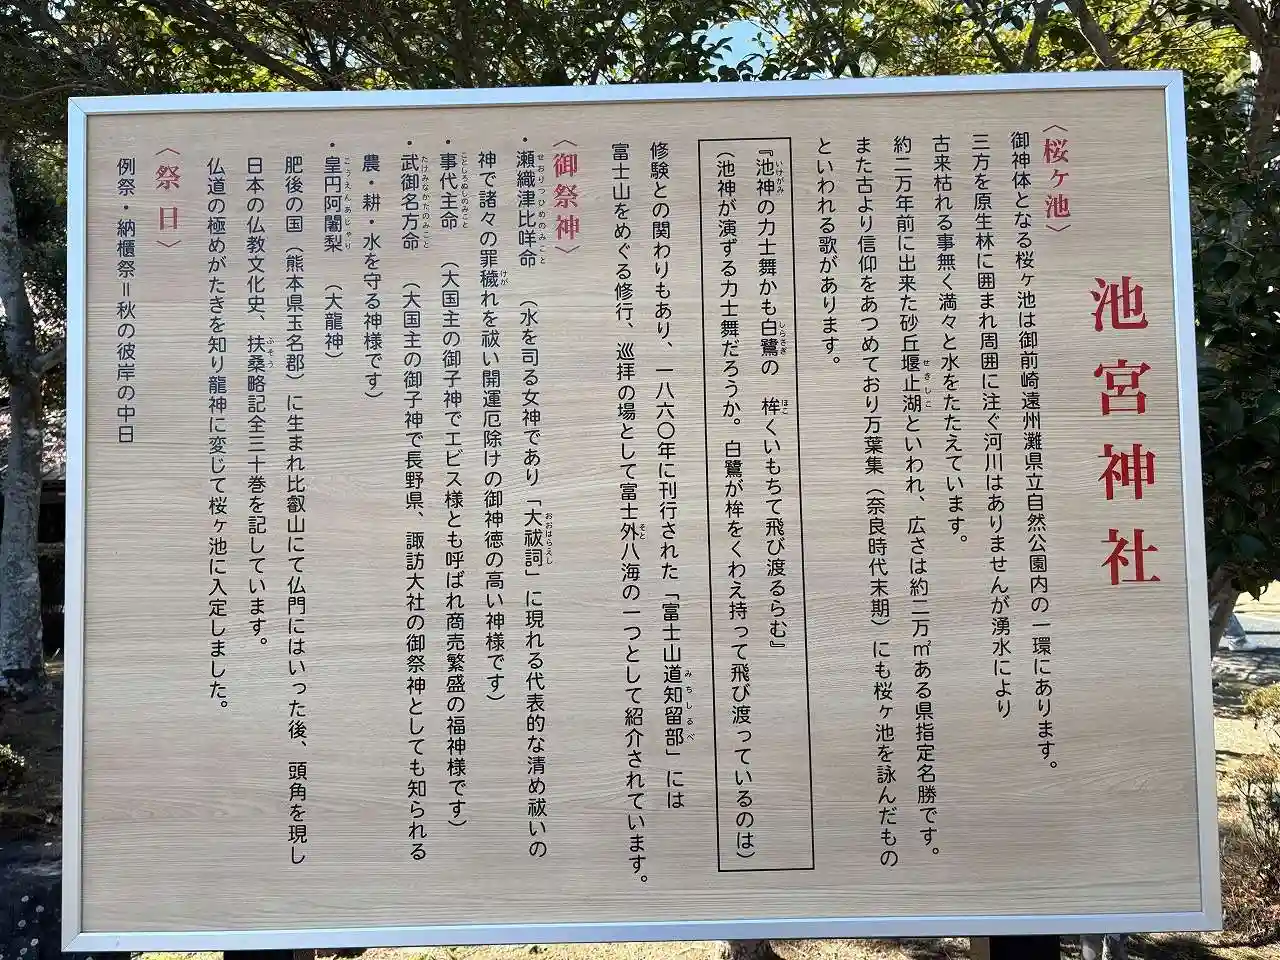 池宮神社
〈桜ヶ池〉
御神体となる桜ヶ池は御前崎遠州灘県立自然公園内の一環にあります。
三方を原生林に囲まれ周囲に注ぐ河川はありませんが湧水により
古来枯れる事無く満々と水をたたえています。
約二万年前に出来た砂丘堰止湖といわれ、広さは約二万㎡ある県指定名勝です。
また古より信仰をあつめており万葉集（奈良時代末期）にも桜ヶ池を詠んだもの
といわれる歌があります。
『池神の力士舞かも白鷺の　桙くいもちて飛び渡るらむ』
（池神が演ずる力士舞だろうか。白鷺が桙をくわえ持って飛び渡っているのは）
修験との関わりもあり、一八六〇年に刊行された「富士山道知留部」には
富士山をめぐる修行、巡拝の場として富士外八海の一つとして紹介されています。
〈御祭神〉
・瀬織津比咩命　（水を司る女神であり「大祓詞」に現れる代表的な清め祓いの
神で諸々の罪穢れを祓い開運厄除けの御神徳の高い神様です）
・事代主命　（大国主の御子神でエビス様とも呼ばれ商売繁盛の福神様です）
・武御名方命　（大国主の御子神で長野県、諏訪大社の御祭神としても知られる
農・耕・水を守る神様です）
・皇円阿闍梨　（大龍神）
肥後の国（熊本県玉名郡）に生まれ比叡山にて仏門にはいった後、頭角を現し
日本の仏教文化史、扶桑略記全三十巻を記しています。
仏道の極めがたきを知り龍神に変じて桜ヶ池に入定しました。
〈祭日〉
例祭・納櫃祭＝秋の彼岸の中日